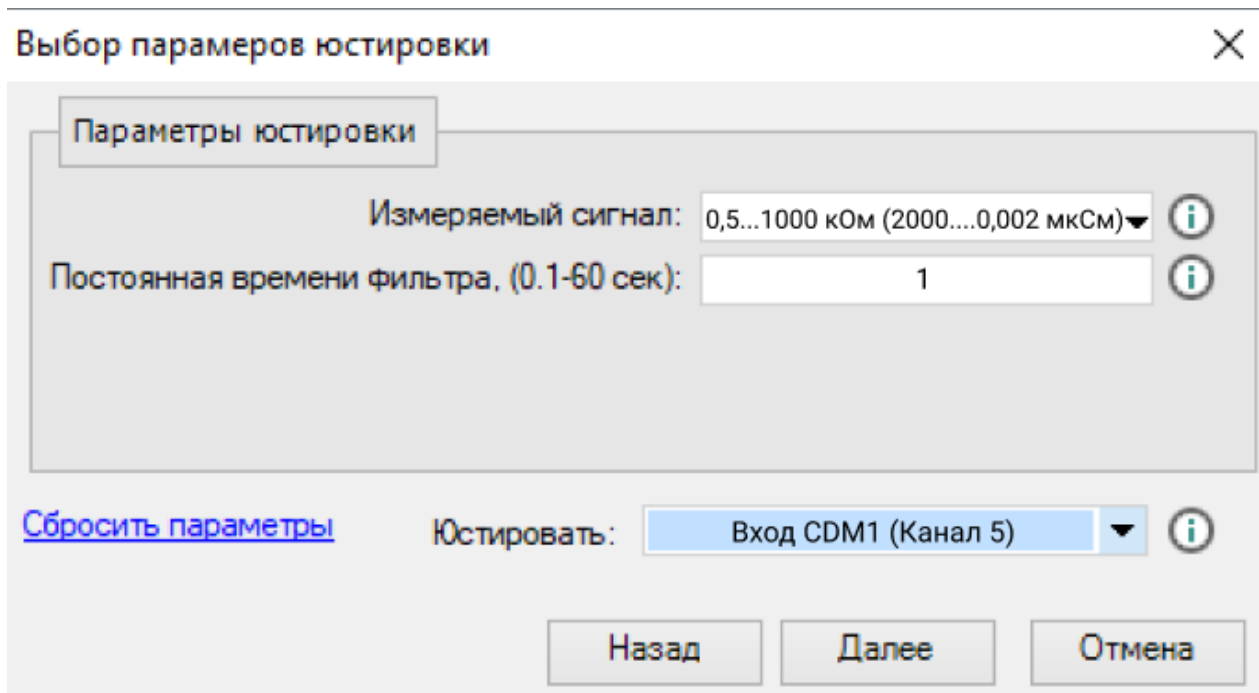 Выбор парамеров юстировки
Параметры юстировки
Измеряемый сигнал: 0,5...1000 кОм (2000....0,002 мкСм)
Постоянная времени фильтра, (0.1-60 сек): 1
Сбросить параметры Юстировать: Вход CDM1 (Канал 5)
Назад Далее Отмена